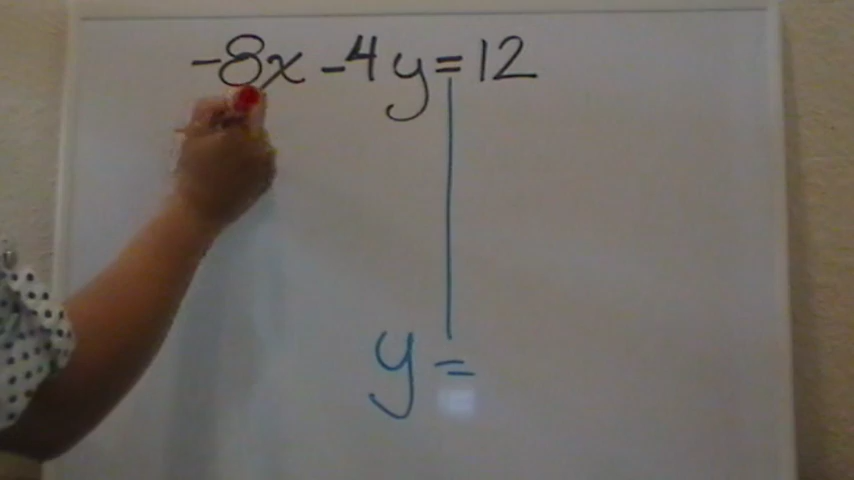 -8x -4y = 12
y =